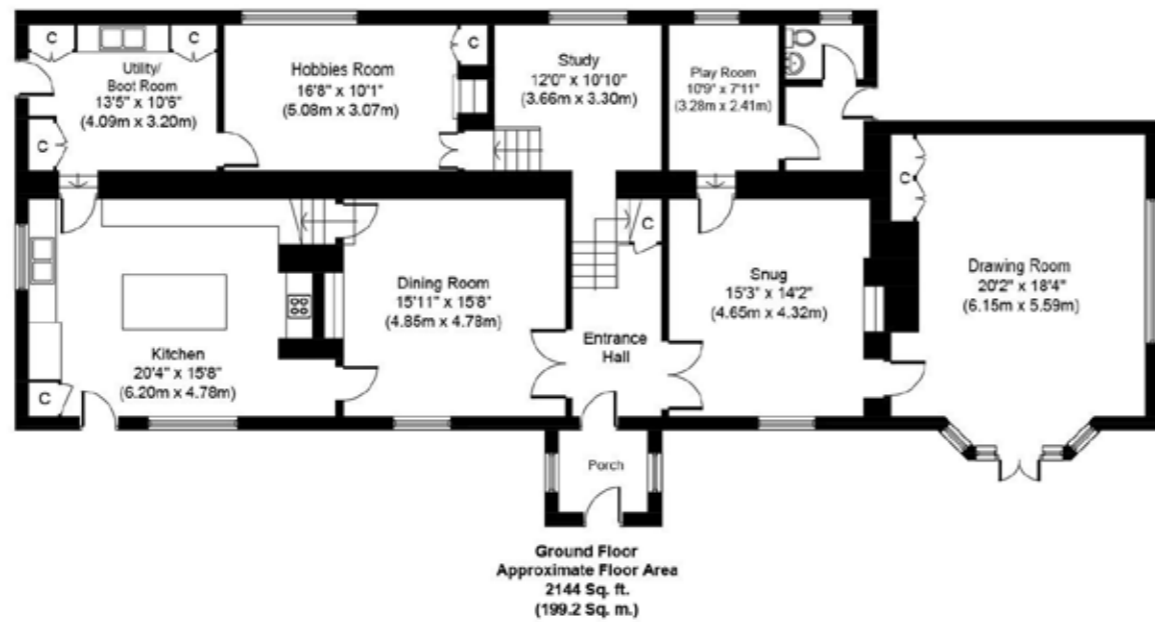 C
C
Utility/
Boot Room
13'5" x 10'6"
(4.09m x 3.20m)
C
Hobbies Room
16'8" x 10'1"
(5.08m x 3.07m)
C
Study
12'0" x 10'10"
(3.66m x 3.30m)
Play Room
10'9" x 7'11"
(3.28m x 2.41m)
C
Kitchen
20'4" x 15'8"
(6.20m x 4.78m)
C
Dining Room
15'11" x 15'8"
(4.85m x 4.78m)
C
Entrance
Hall
Snug
15'3" x 14'2"
(4.65m x 4.32m)
Drawing Room
20'2" x 18'4"
(6.15m x 5.59m)
Porch
Ground Floor
Approximate Floor Area
2144 Sq. ft.
(199.2 Sq. m.)